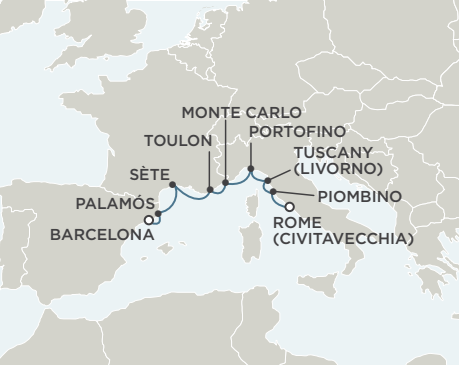 MONTE CARLO
PORTOFINO
TOULON
TUSCANY
(LIVORNO)
SÈTE
PIOMBINO
PALAMÓS
BARCELONA
ROME
(CIVITAVECCHIA)